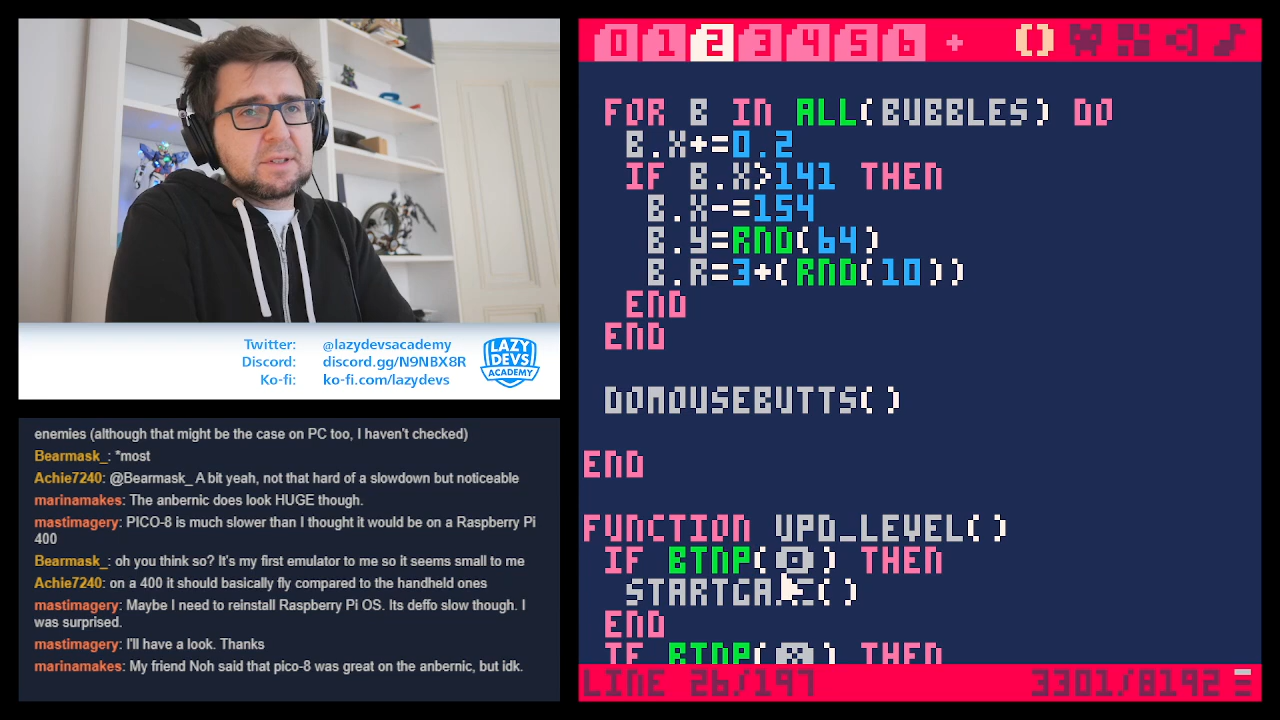 Twitter: @lazydevsacademy
Discord: discord.gg/N9NBX8R
Ko-fi: ko-fi.com/lazydevs
LAZY
DEVS
ACADEMY
enemies (although that might be the case on PC too, I haven't checked)
Bearmask_: *most
Achie7240: @Bearmask_ A bit yeah, not that hard of a slowdown but noticeable
marinamakes: The anbernic does look HUGE though.
mastimagery: PICO-8 is much slower than I thought it would be on a Raspberry Pi
400
Bearmask_: oh you think so? It's my first emulator to me so it seems small to me
Achie7240: on a 400 it should basically fly compared to the handheld ones
mastimagery: Maybe I need to reinstall Raspberry Pi OS. Its deffo slow though. I
was surprised.
mastimagery: I'll have a look. Thanks
marinamakes: My friend Noh said that pico-8 was great on the anbernic, but idk.
0 1 2 3 4 5 6 + ()
FOR B IN ALL(BUBBLES) DO
B.X+=0.2
IF B.X>141 THEN
B.X-=154
B.Y=RND(64)
B.R=3+(RND(10))
END
END
DOMOUSEBUTTS()
END
FUNCTION UPD_LEVEL()
IF BTNP(🅾️) THEN
STARTGAME()
END
IF BTNP(❎) THEN
LINE 26/197 3301/8192